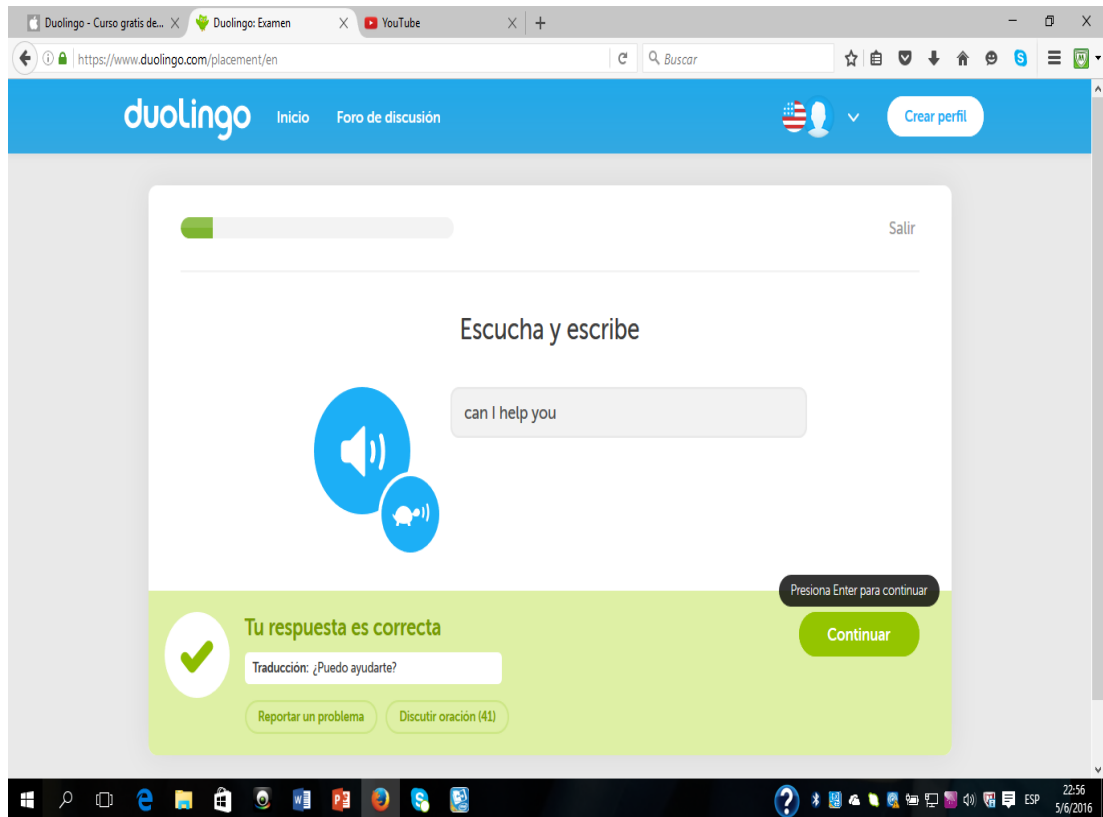 Duolingo - Curso gratis de...
Duolingo: Examen
YouTube
https://www.duolingo.com/placement/en
Buscar
duolingo
Inicio
Foro de discusión
Crear perfil
Salir
Escucha y escribe
can I help you
Presiona Enter para continuar
Tu respuesta es correcta
Continuar
Traducción: ¿Puedo ayudarte?
Reportar un problema
Discutir oración (41)
ESP
22:56
5/6/2016